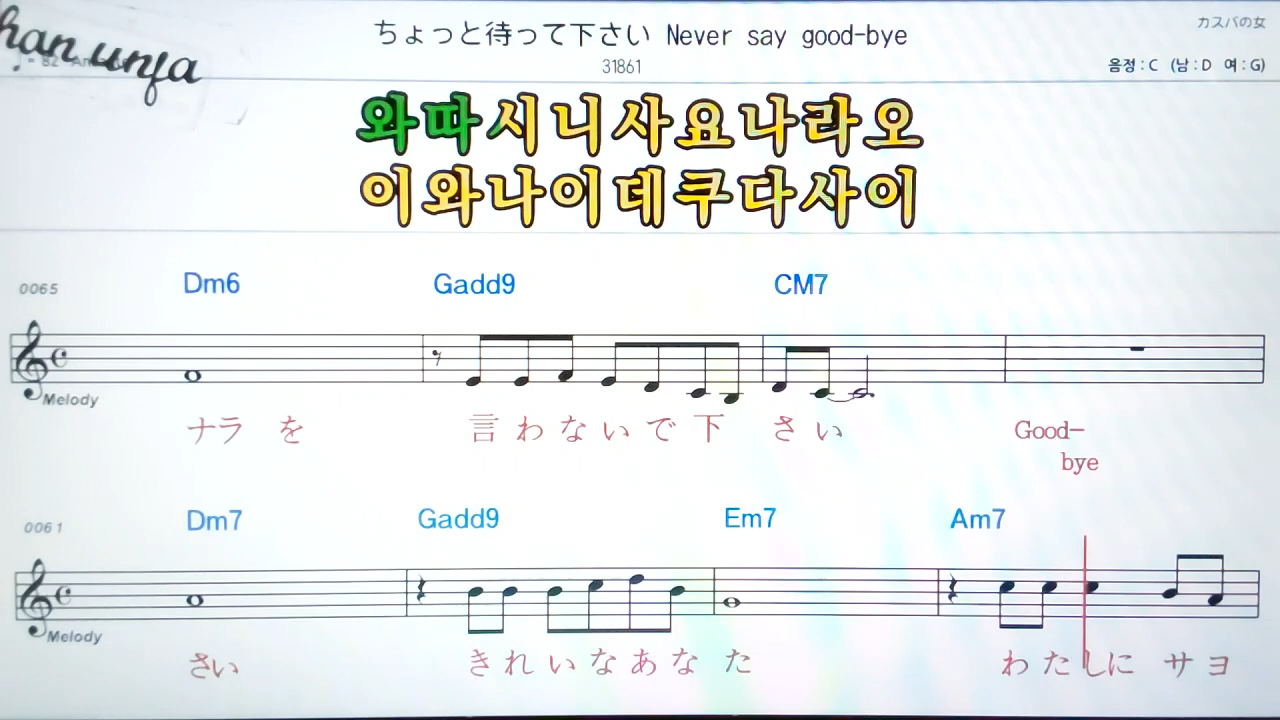 han unfa
ちょっと待って下さい Never say good-bye
カスバの女
31861
음정 : C (남 : D 여 : G)
와따시니사요나라오
이와나이데쿠다사이
0065
Dm6 Gadd9 CM7
Melody
ナラ を 言わないで下 さい Good-
bye
0061
Dm7 Gadd9 Em7 Am7
Melody
さい きれいなあな た わたしに サヨ